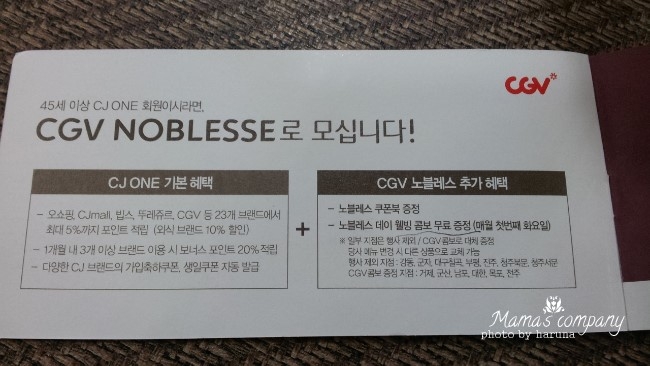 CGV
45세 이상 CJ ONE 회원이시라면,
CGV NOBLESSE로 모십니다!
CJ ONE 기본 혜택
- 오쇼핑, CJmall, 빕스, 뚜레쥬르, CGV 등 23개 브랜드에서
최대 5%까지 포인트 적립 (외식 브랜드 10% 할인)
- 1개월 내 3개 이상 브랜드 이용 시 보너스 포인트 20% 적립
- 다양한 CJ 브랜드의 가입축하쿠폰, 생일쿠폰 자동 발급
+
CGV 노블레스 추가 혜택
- 노블레스 쿠폰북 증정
- 노블레스 데이 웰빙 콤보 무료 증정 (매월 첫번째 화요일)
※ 일부 지점은 행사 제외 / CGV콤보로 대체 증정
당사 메뉴 변경 시 다른 상품으로 교체 가능
행사 제외 지점 : 강동, 군자, 대구칠곡, 부평, 진주, 청주북문, 청주서문
CGV콤보 증정 지점 : 거제, 군산, 남포, 대한, 목포, 전주
Mama's company
photo by haruna